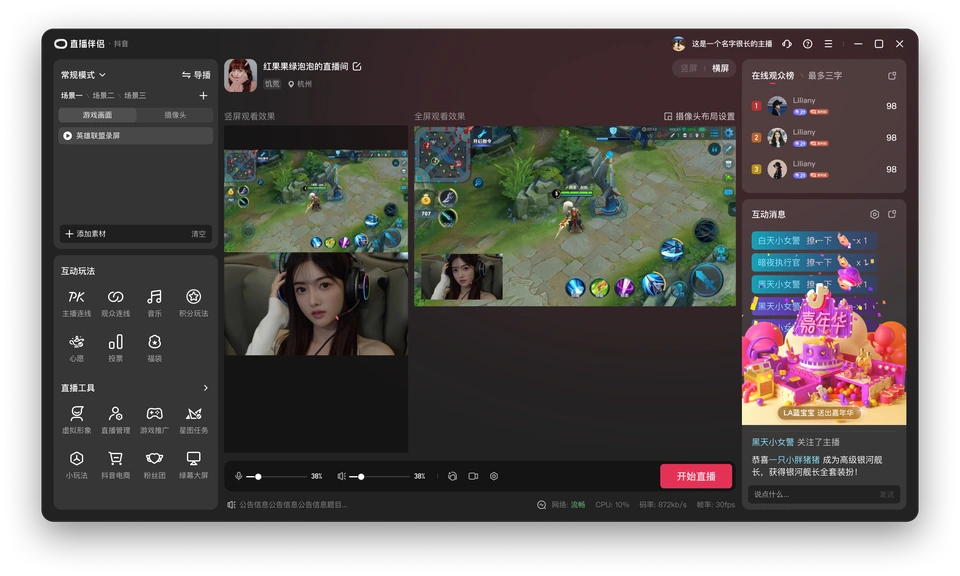 直播伴侣 · 抖音
这是一个名字很长的主播
常规模式
导播
场景一
场景二
场景三
游戏画面
摄像头
英雄联盟录屏
添加素材
清空
互动玩法
PK
主播连线
观众连线
音乐
积分玩法
心愿
投票
福袋
直播工具
虚拟形象
直播管理
游戏推广
星图任务
小玩法
抖音电商
粉丝团
绿幕大屏
红果果绿泡泡的直播间
饥荒
杭州
竖屏
横屏
竖屏观看效果
全屏观看效果
摄像头布局设置
707
38%
38%
开始直播
公告信息公告信息公告信息题目...
网络: 流畅
CPU: 10%
码率: 872kb/s
帧率: 30fps
在线观众榜
最多三字
1
Liliany
98
2
Liliany
98
3
Liliany
98
互动消息
白天小女警 撩一下 x 1
暗夜执行官 撩一下 x 1
黑天小女警
嘉年华
LA蓝宝宝 送出嘉年华
黑天小女警 关注了主播
恭喜一只小胖猪猪 成为高级银河舰
长，获得银河舰长全套装扮！
说点什么...
发送